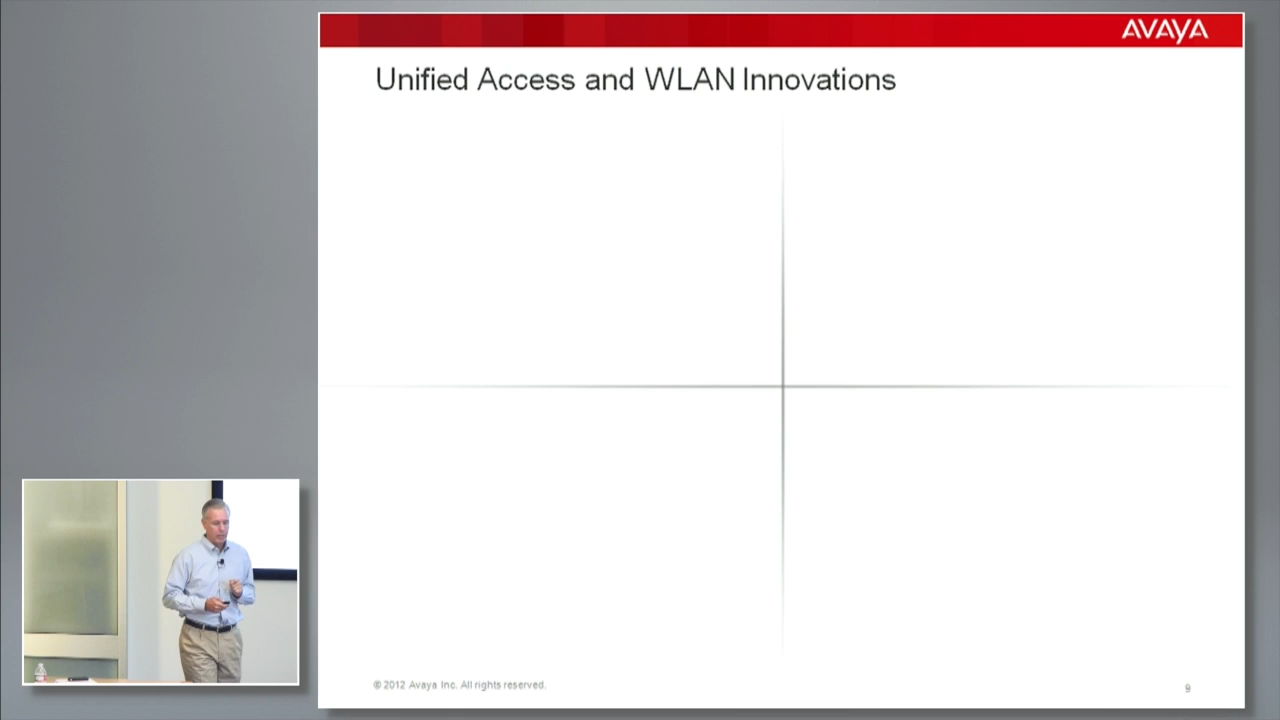 AVAYA
Unified Access and WLAN Innovations
© 2012 Avaya Inc. All rights reserved.
9